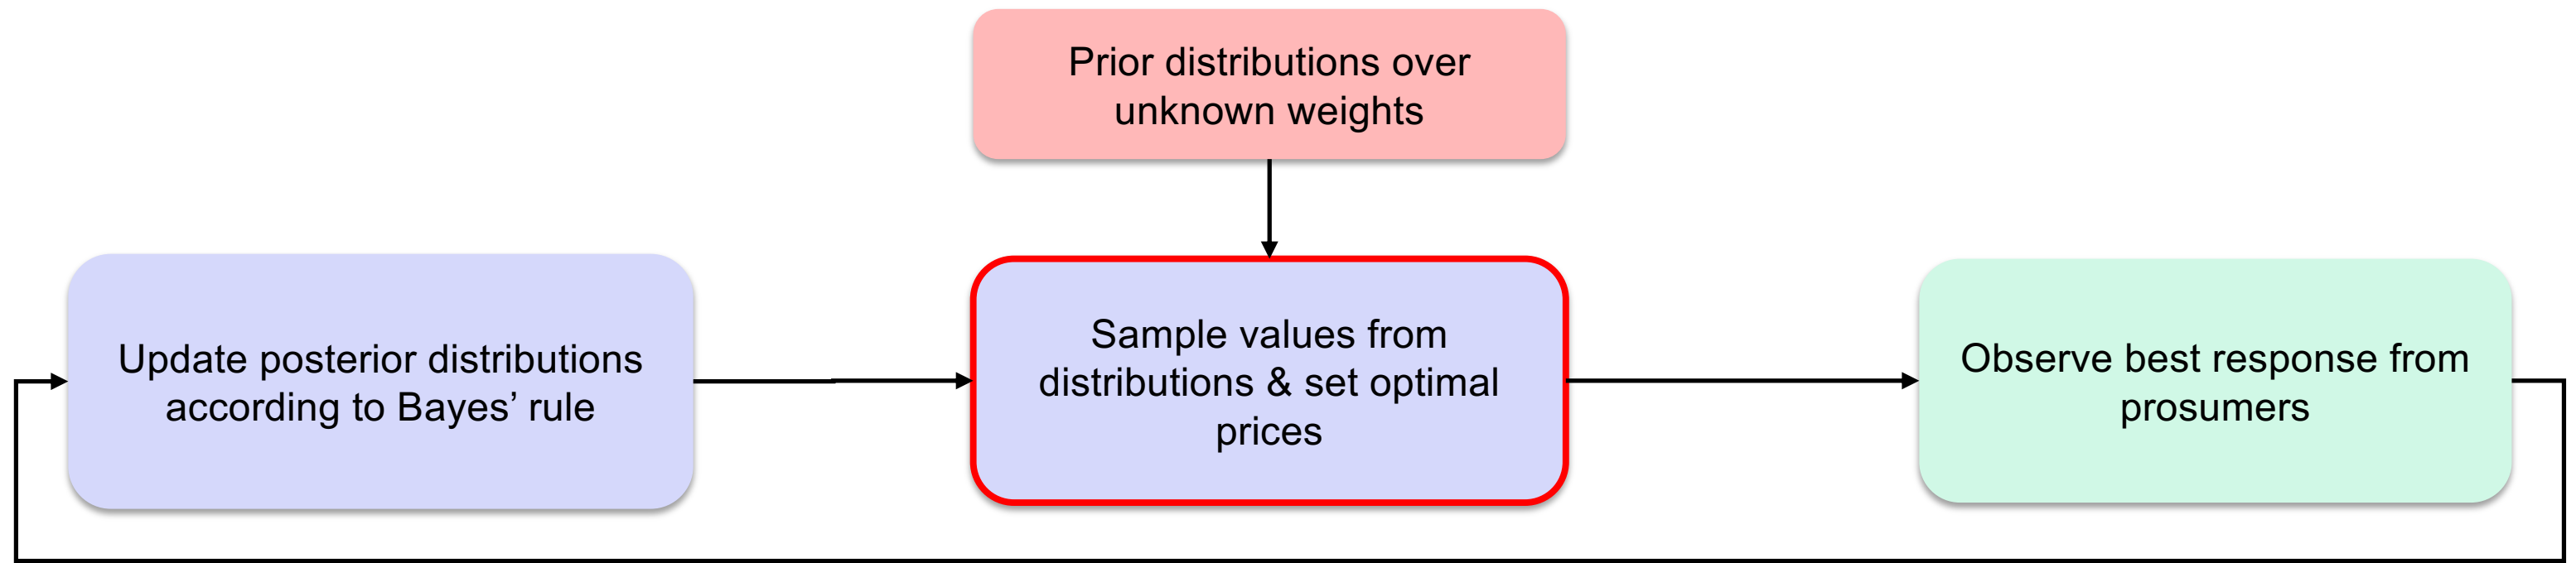 Prior distributions over
unknown weights
Update posterior distributions
according to Bayes’ rule
Sample values from
distributions & set optimal
prices
Observe best response from
prosumers